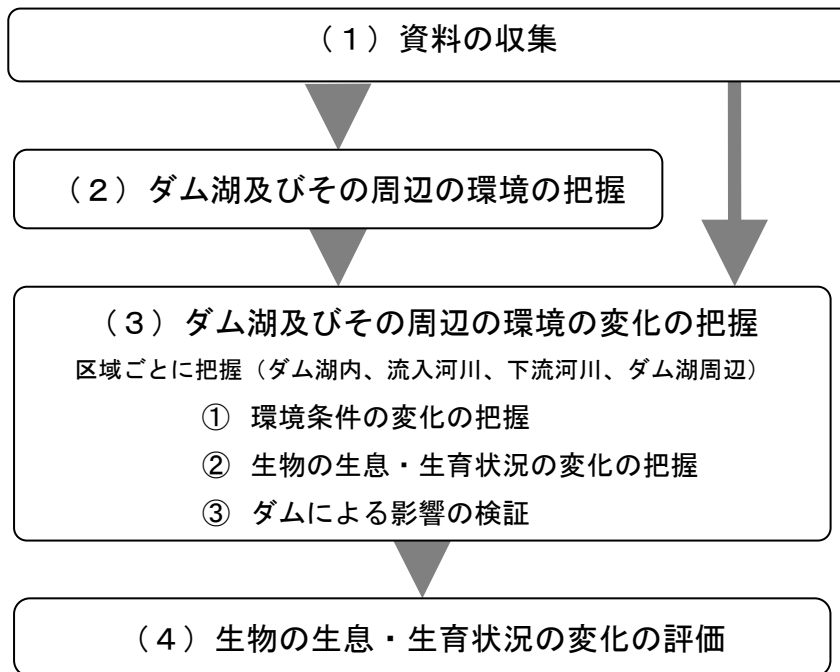 （１）資料の収集
（２）ダム湖及びその周辺の環境の把握
（３）ダム湖及びその周辺の環境の変化の把握
区域ごとに把握（ダム湖内、流入河川、下流河川、ダム湖周辺）
① 環境条件の変化の把握
② 生物の生息・生育状況の変化の把握
③ ダムによる影響の検証
（４）生物の生息・生育状況の変化の評価